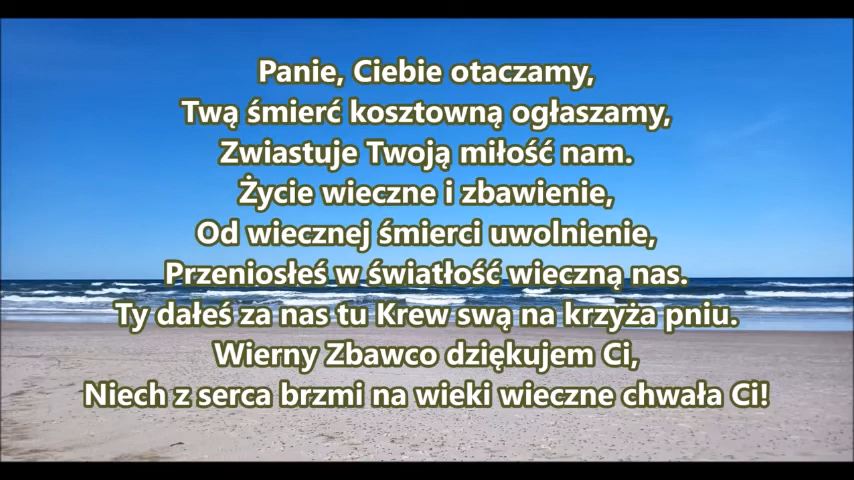 Panie, Ciebie otaczamy,
Twą śmierć kosztowną ogłaszamy,
Zwiastuje Twoją miłość nam.
Życie wieczne i zbawienie,
Od wiecznej śmierci uwolnienie,
Przeniosłeś w światłość wieczną nas.
Ty dałeś za nas tu Krew swą na krzyża pniu.
Wierny Zbawco dziękujem Ci,
Niech z serca brzmi na wieki wieczne chwała Ci!